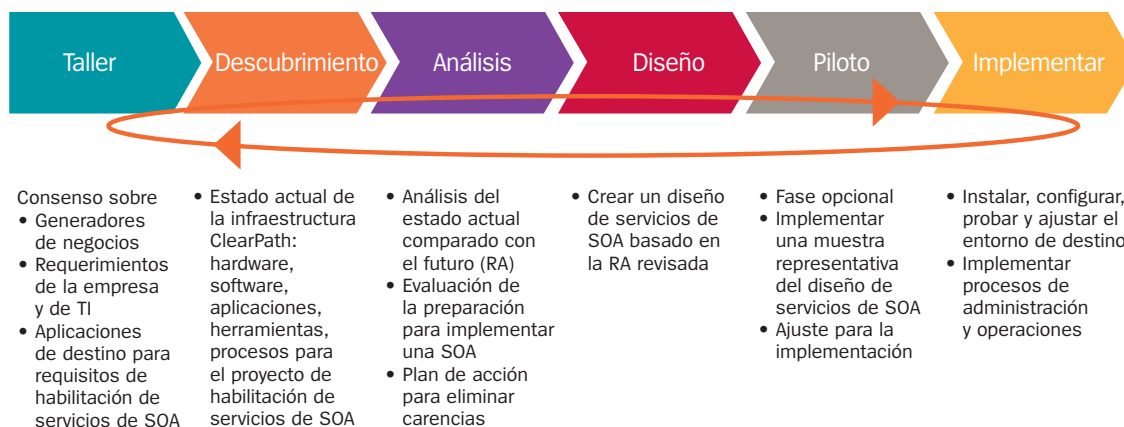 Taller
Descubrimiento
Análisis
Diseño
Piloto
Implementar
Consenso sobre
• Generadores
de negocios
• Requerimientos
de la empresa
y de TI
• Aplicaciones
de destino para
requisitos de
habilitación de
servicios de SOA
• Estado actual de
la infraestructura
ClearPath:
hardware,
software,
aplicaciones,
herramientas,
procesos para
el proyecto de
habilitación de
servicios de SOA
• Análisis del
estado actual
comparado con
el futuro (RA)
• Evaluación de
la preparación
para implementar
una SOA
• Plan de acción
para eliminar
carencias
• Crear un diseño
de servicios de
SOA basado en
la RA revisada
• Fase opcional
• Implementar
una muestra
representativa
del diseño de
servicios de SOA
• Ajuste para la
implementación
• Instalar, configurar,
probar y ajustar el
entorno de destino
• Implementar
procesos de
administración
y operaciones